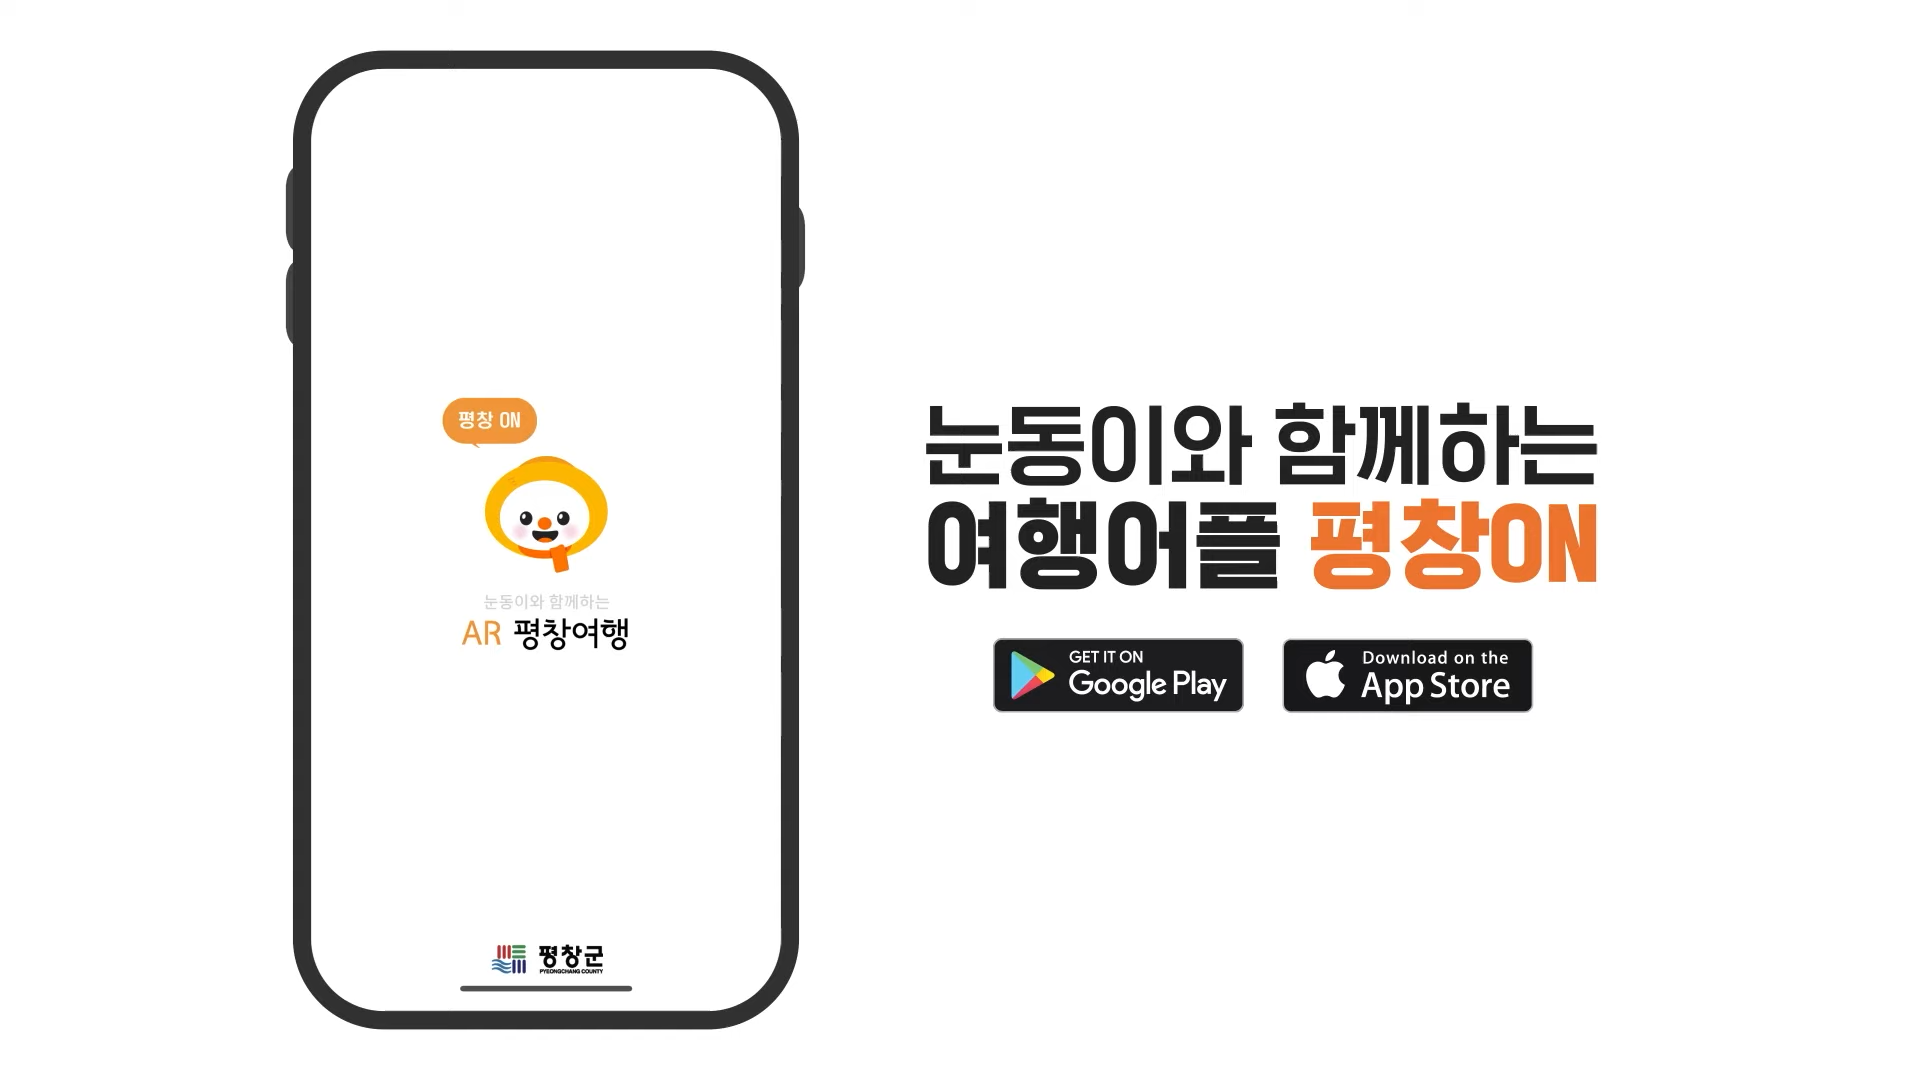 평창 ON
눈동이와 함께하는
AR 평창여행
평창군
PYEONGCHANG COUNTY
눈동이와 함께하는
여행어플 평창ON
GET IT ON
Google Play
Download on the
App Store